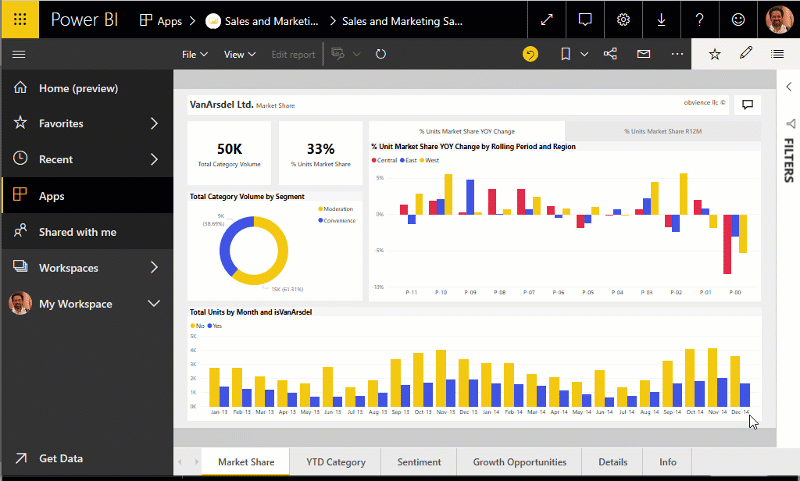 Power BI Apps > Sales and Marketi... > Sales and Marketing Sa...
File View Edit report
Home (preview)
Favorites
Recent
Apps
Shared with me
Workspaces
My Workspace
Get Data
VanArsdel Ltd. Market Share
obvience llc ©
50K
Total Category Volume
33%
% Units Market Share
% Units Market Share YOY Change
% Units Market Share R12M
% Unit Market Share YOY Change by Rolling Period and Region
Central East West
5%
0%
-5%
-10%
P-11 P-10 P-09 P-08 P-07 P-06 P-05 P-04 P-03 P-02 P-01 P-00
Total Category Volume by Segment
Moderation
Convenience
9K
(38.69%)
15K (61.31%)
Total Units by Month and isVanArsdel
No Yes
5K
4K
3K
2K
1K
0K
Jan-13 Feb-13 Mar-13 Apr-13 May-13 Jun-13 Jul-13 Aug-13 Sep-13 Oct-13 Nov-13 Dec-13 Jan-14 Feb-14 Mar-14 Apr-14 May-14 Jun-14 Jul-14 Aug-14 Sep-14 Oct-14 Nov-14 Dec-14
FILTERS
Market Share YTD Category Sentiment Growth Opportunities Details Info